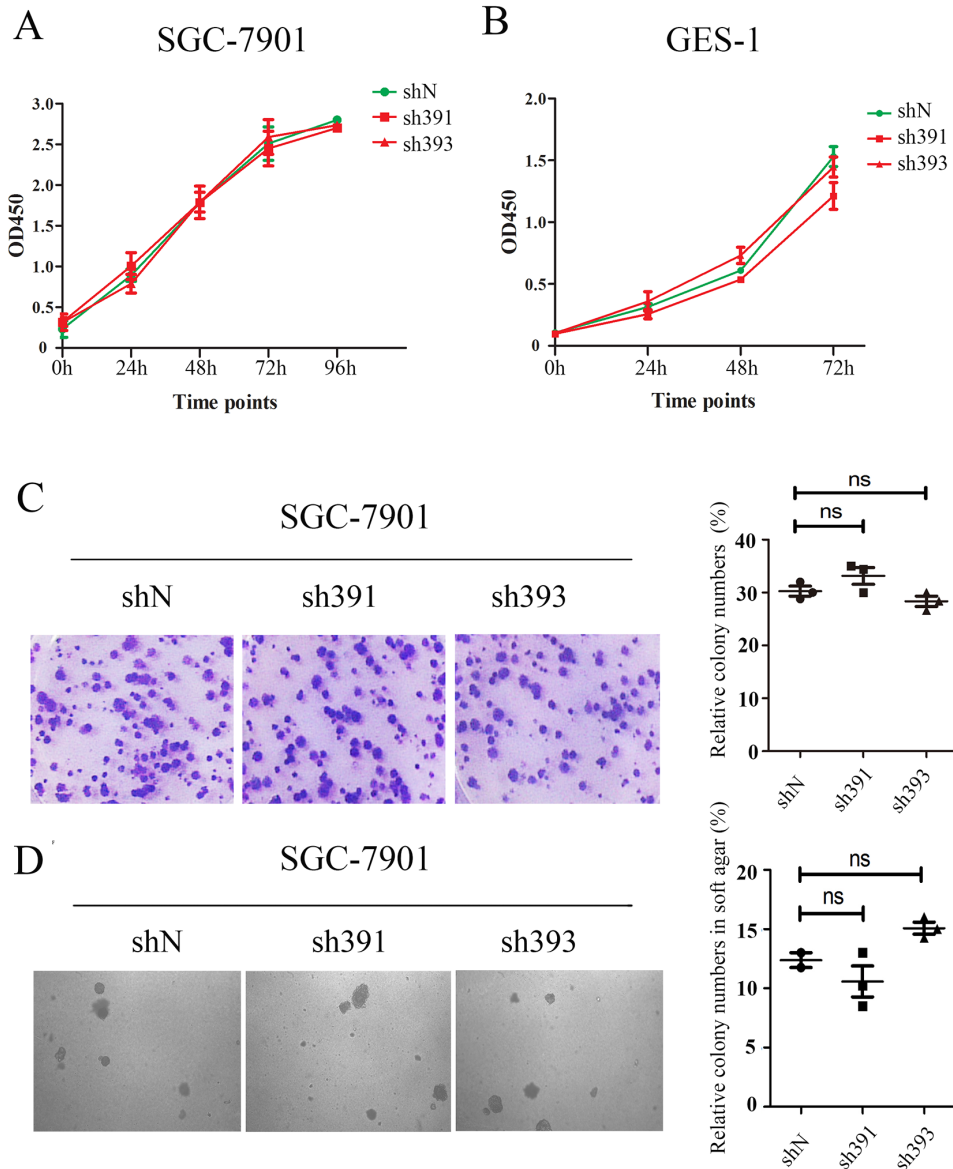 A
SGC-7901
shN
sh391
sh393
3.0
2.5
2.0
1.5
1.0
0.5
0
OD450
0h 24h 48h 72h 96h
Time points
B
GES-1
shN
sh391
sh393
2.0
1.5
1.0
0.5
0
OD450
0h 24h 48h 72h
Time points
C
SGC-7901
shN sh391 sh393
ns
ns
Relative colony numbers (%)
40
30
20
10
0
shN sh391 sh393
D
SGC-7901
shN sh391 sh393
ns
ns
Relative colony numbers in soft agar (%)
20
15
10
5
0
shN sh391 sh393